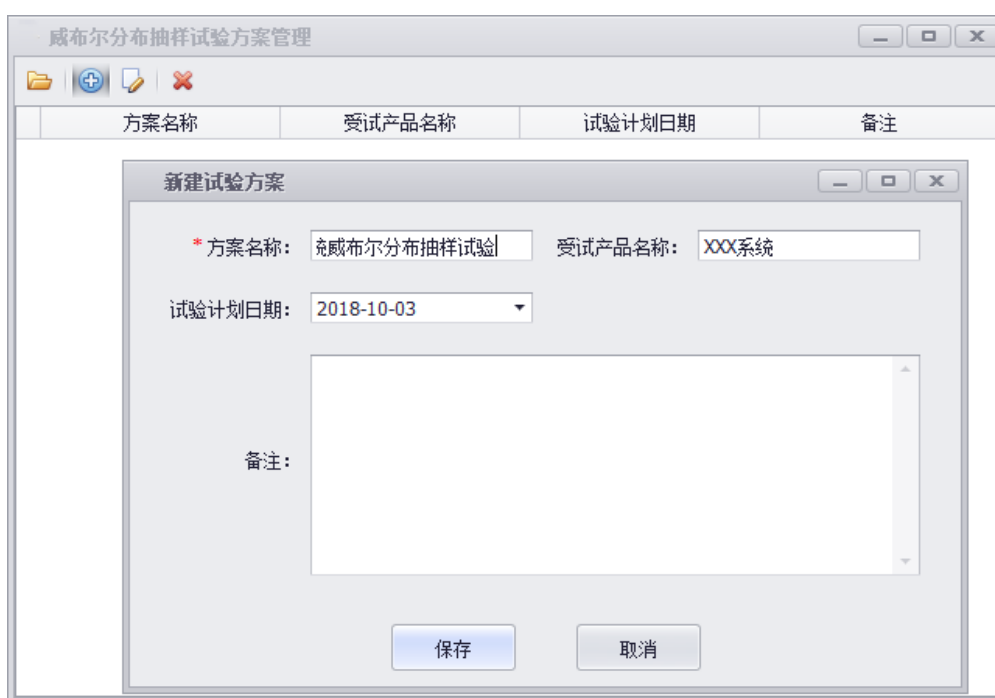 威布尔分布抽样试验方案管理
方案名称 受试产品名称 试验计划日期 备注
新建试验方案
*方案名称： 威布尔分布抽样试验 受试产品名称： XXX系统
试验计划日期： 2018-10-03
备注：
保存 取消